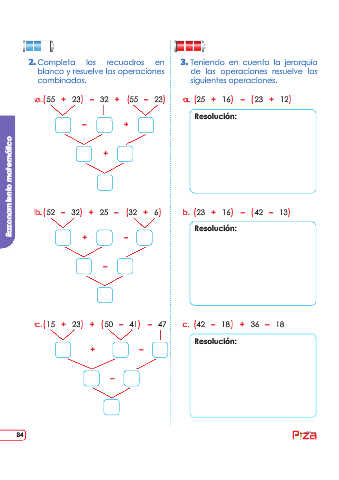 2. Completa los recuadros en
blanco y resuelve las operaciones
combinadas.
a. (55 + 23) - 32 + (55 - 23)
- +
+
b. (52 - 32) + 25 - (32 + 6)
+ -
-
c. (15 + 23) + (50 - 41) - 47
+ -
-
3. Teniendo en cuenta la jerarquía
de las operaciones resuelve las
siguientes operaciones.
a. (25 + 16) - (23 + 12)
Resolución:
b. (23 + 16) - (42 - 13)
Resolución:
c. (42 - 18) + 36 - 18
Resolución:
Razonamiento matemático
84
Piza